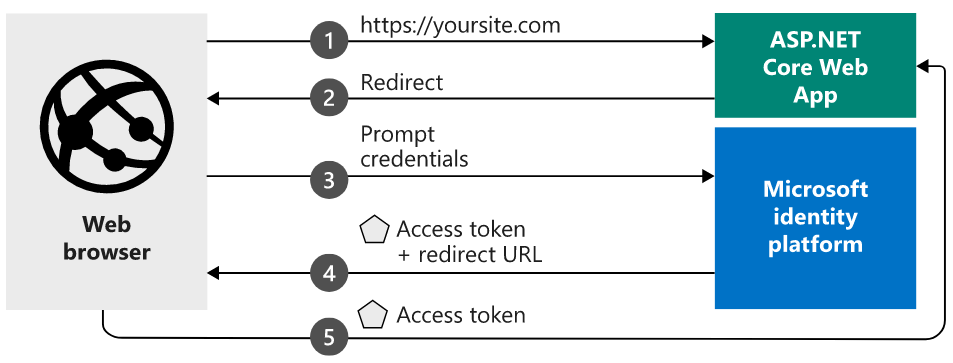 1
https://yoursite.com
ASP.NET
Core Web
App
2
Redirect
3
Prompt
credentials
Web
browser
Microsoft
identity
platform
4
Access token
+ redirect URL
5
Access token